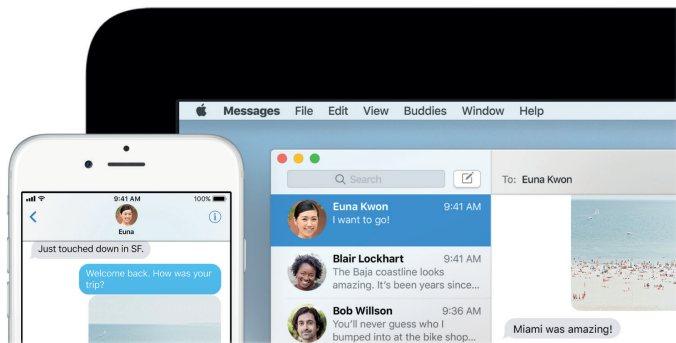 Messages File Edit View Buddies Window Help
9:41 AM 100%
Euna
Just touched down in SF.
Welcome back. How was your
trip?
Search
To: Euna Kwon
Euna Kwon 9:41 AM
I want to go!
Blair Lockhart 9:41 AM
The Baja coastline looks
amazing. It's been years since...
Bob Willson 9:36 AM
You'll never guess who I
bumped into at the bike shop...
Miami was amazing!